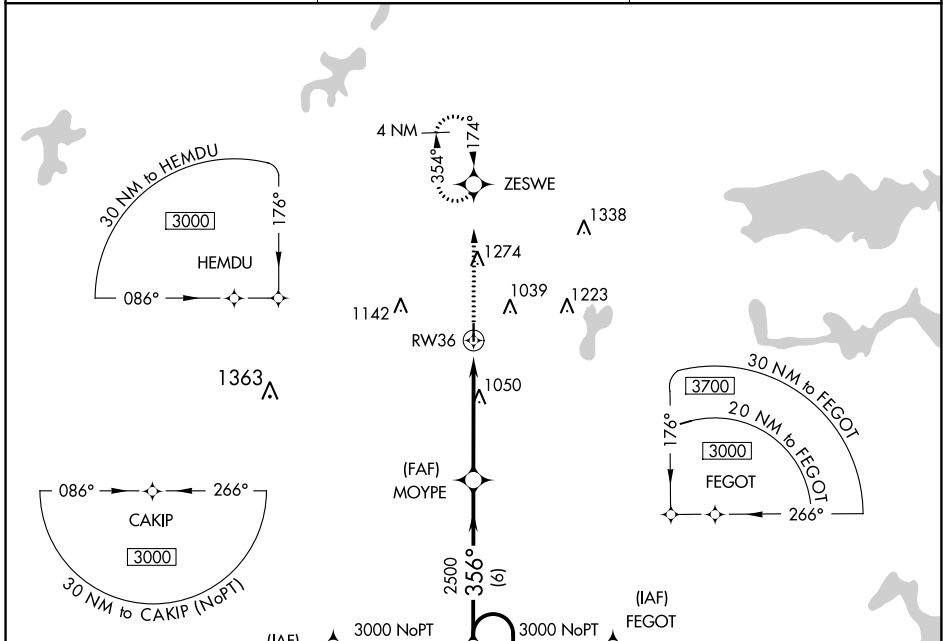 4 NM
174°
354°
ZESWE
30 NM to HEMDU
3000
176°
HEMDU
086°
1338
1274
1142
1039
1223
RW36
1363
1050
30 NM to FEGOT
3700
20 NM to FEGOT
176°
3000
FEGOT
266°
(FAF)
MOYPE
086°
266°
CAKIP
3000
30 NM to CAKIP (NoPT)
2500
356°
(6)
(IAF)
3000 NoPT
3000 NoPT
(IAF)
FEGOT